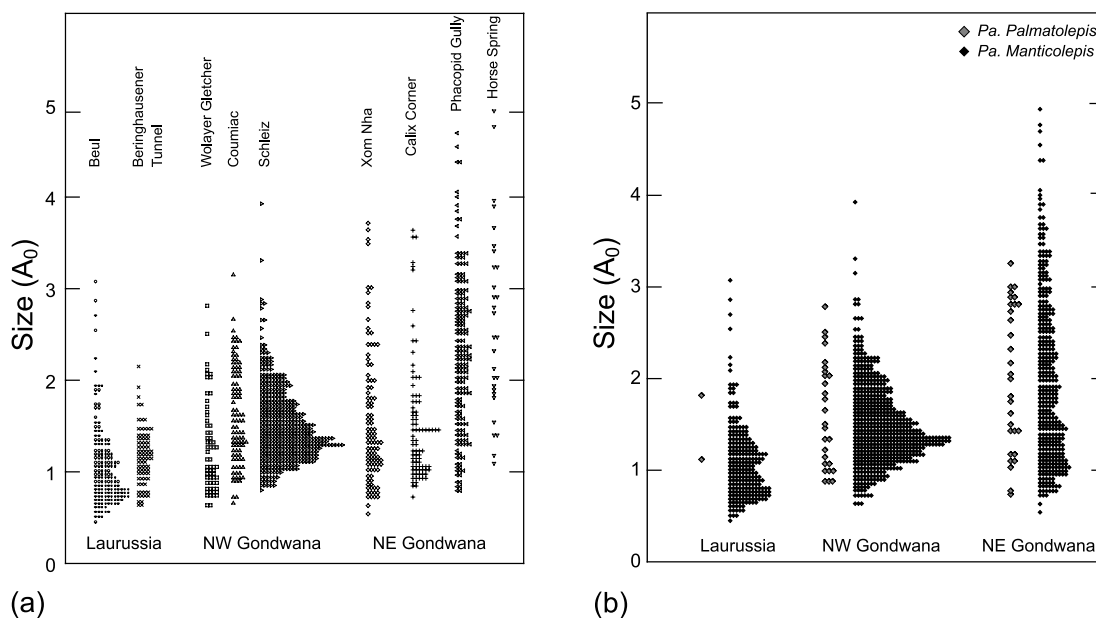 5
4
3
2
1
0
Size (A0)
Beul
Beringhausener
Tunnel
Wolayer Gletcher
Coumiac
Schleiz
Xom Nha
Calix Corner
Phacopid Gully
Horse Spring
Laurussia
NW Gondwana
NE Gondwana
(a)
5
4
3
2
1
0
Size (A0)
Pa. Palmatolepis
Pa. Manticolepis
Laurussia
NW Gondwana
NE Gondwana
(b)